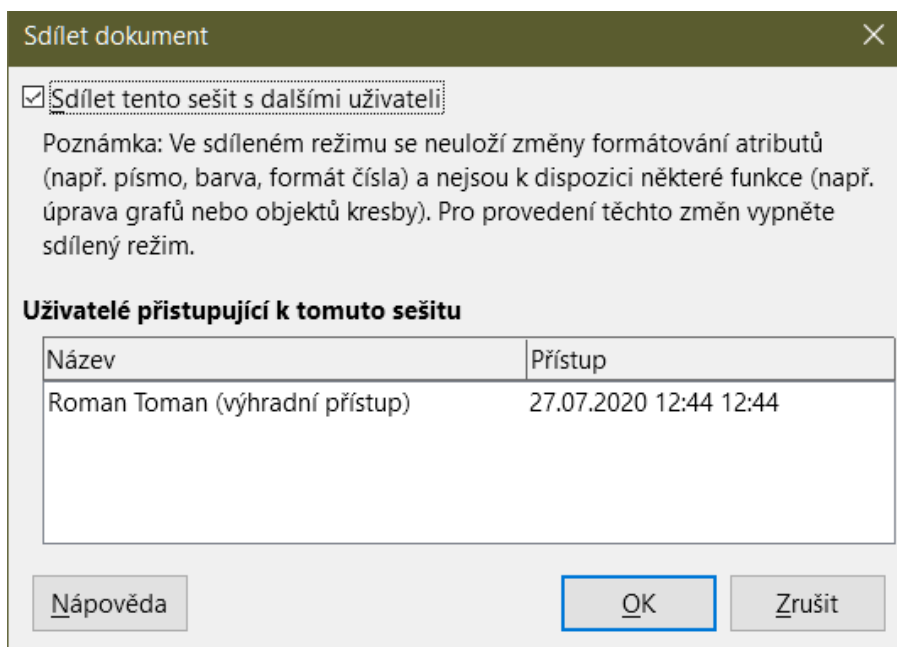 Sdílet dokument
Sdílet tento sešit s dalšími uživateli
Poznámka: Ve sdíleném režimu se neuloží změny formátování atributů
(např. písmo, barva, formát čísla) a nejsou k dispozici některé funkce (např.
úprava grafů nebo objektů kresby). Pro provedení těchto změn vypněte
sdílený režim.
Uživatelé přistupující k tomuto sešitu
Název Přístup
Roman Toman (výhradní přístup) 27.07.2020 12:44 12:44
Nápověda OK Zrušit